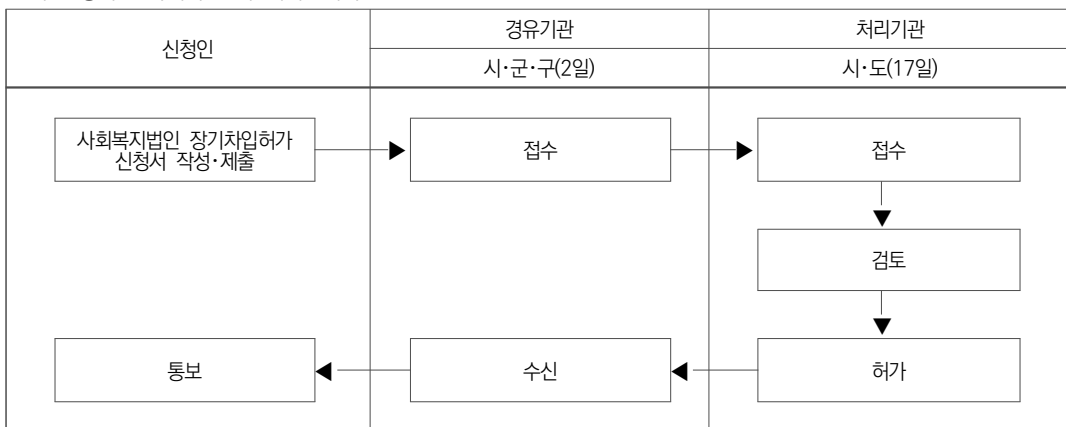 신청인
경유기관
처리기관
시·군·구(2일)
시·도(17일)
사회복지법인 장기차입허가
신청서 작성·제출
접수
접수
검토
통보
수신
허가